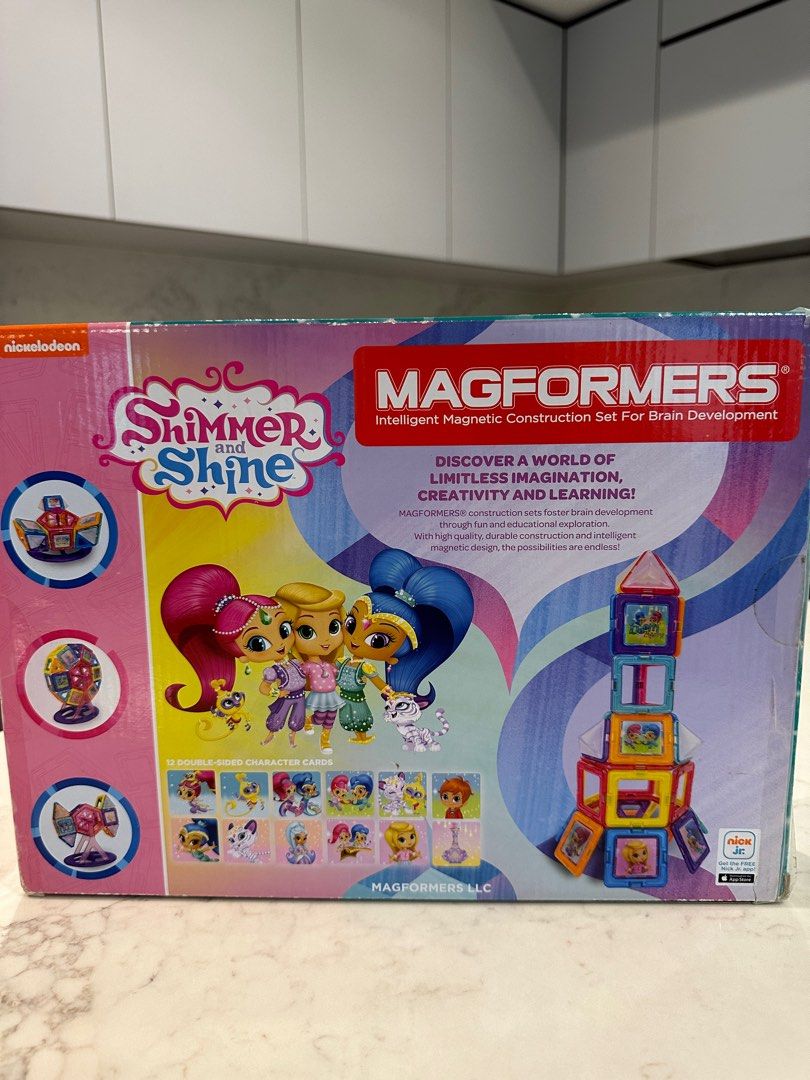 nickelodeon
Shimmer
and
Shine
MAGFORMERS®
Intelligent Magnetic Construction Set For Brain Development
DISCOVER A WORLD OF
LIMITLESS IMAGINATION,
CREATIVITY AND LEARNING!
MAGFORMERS® construction sets foster brain development
through fun and educational exploration.
With high quality, durable construction and intelligent
magnetic design, the possibilities are endless!
12 DOUBLE-SIDED CHARACTER CARDS
nick
jr.
Get the FREE
Nick Jr. app!
App Store
MAGFORMERS LLC